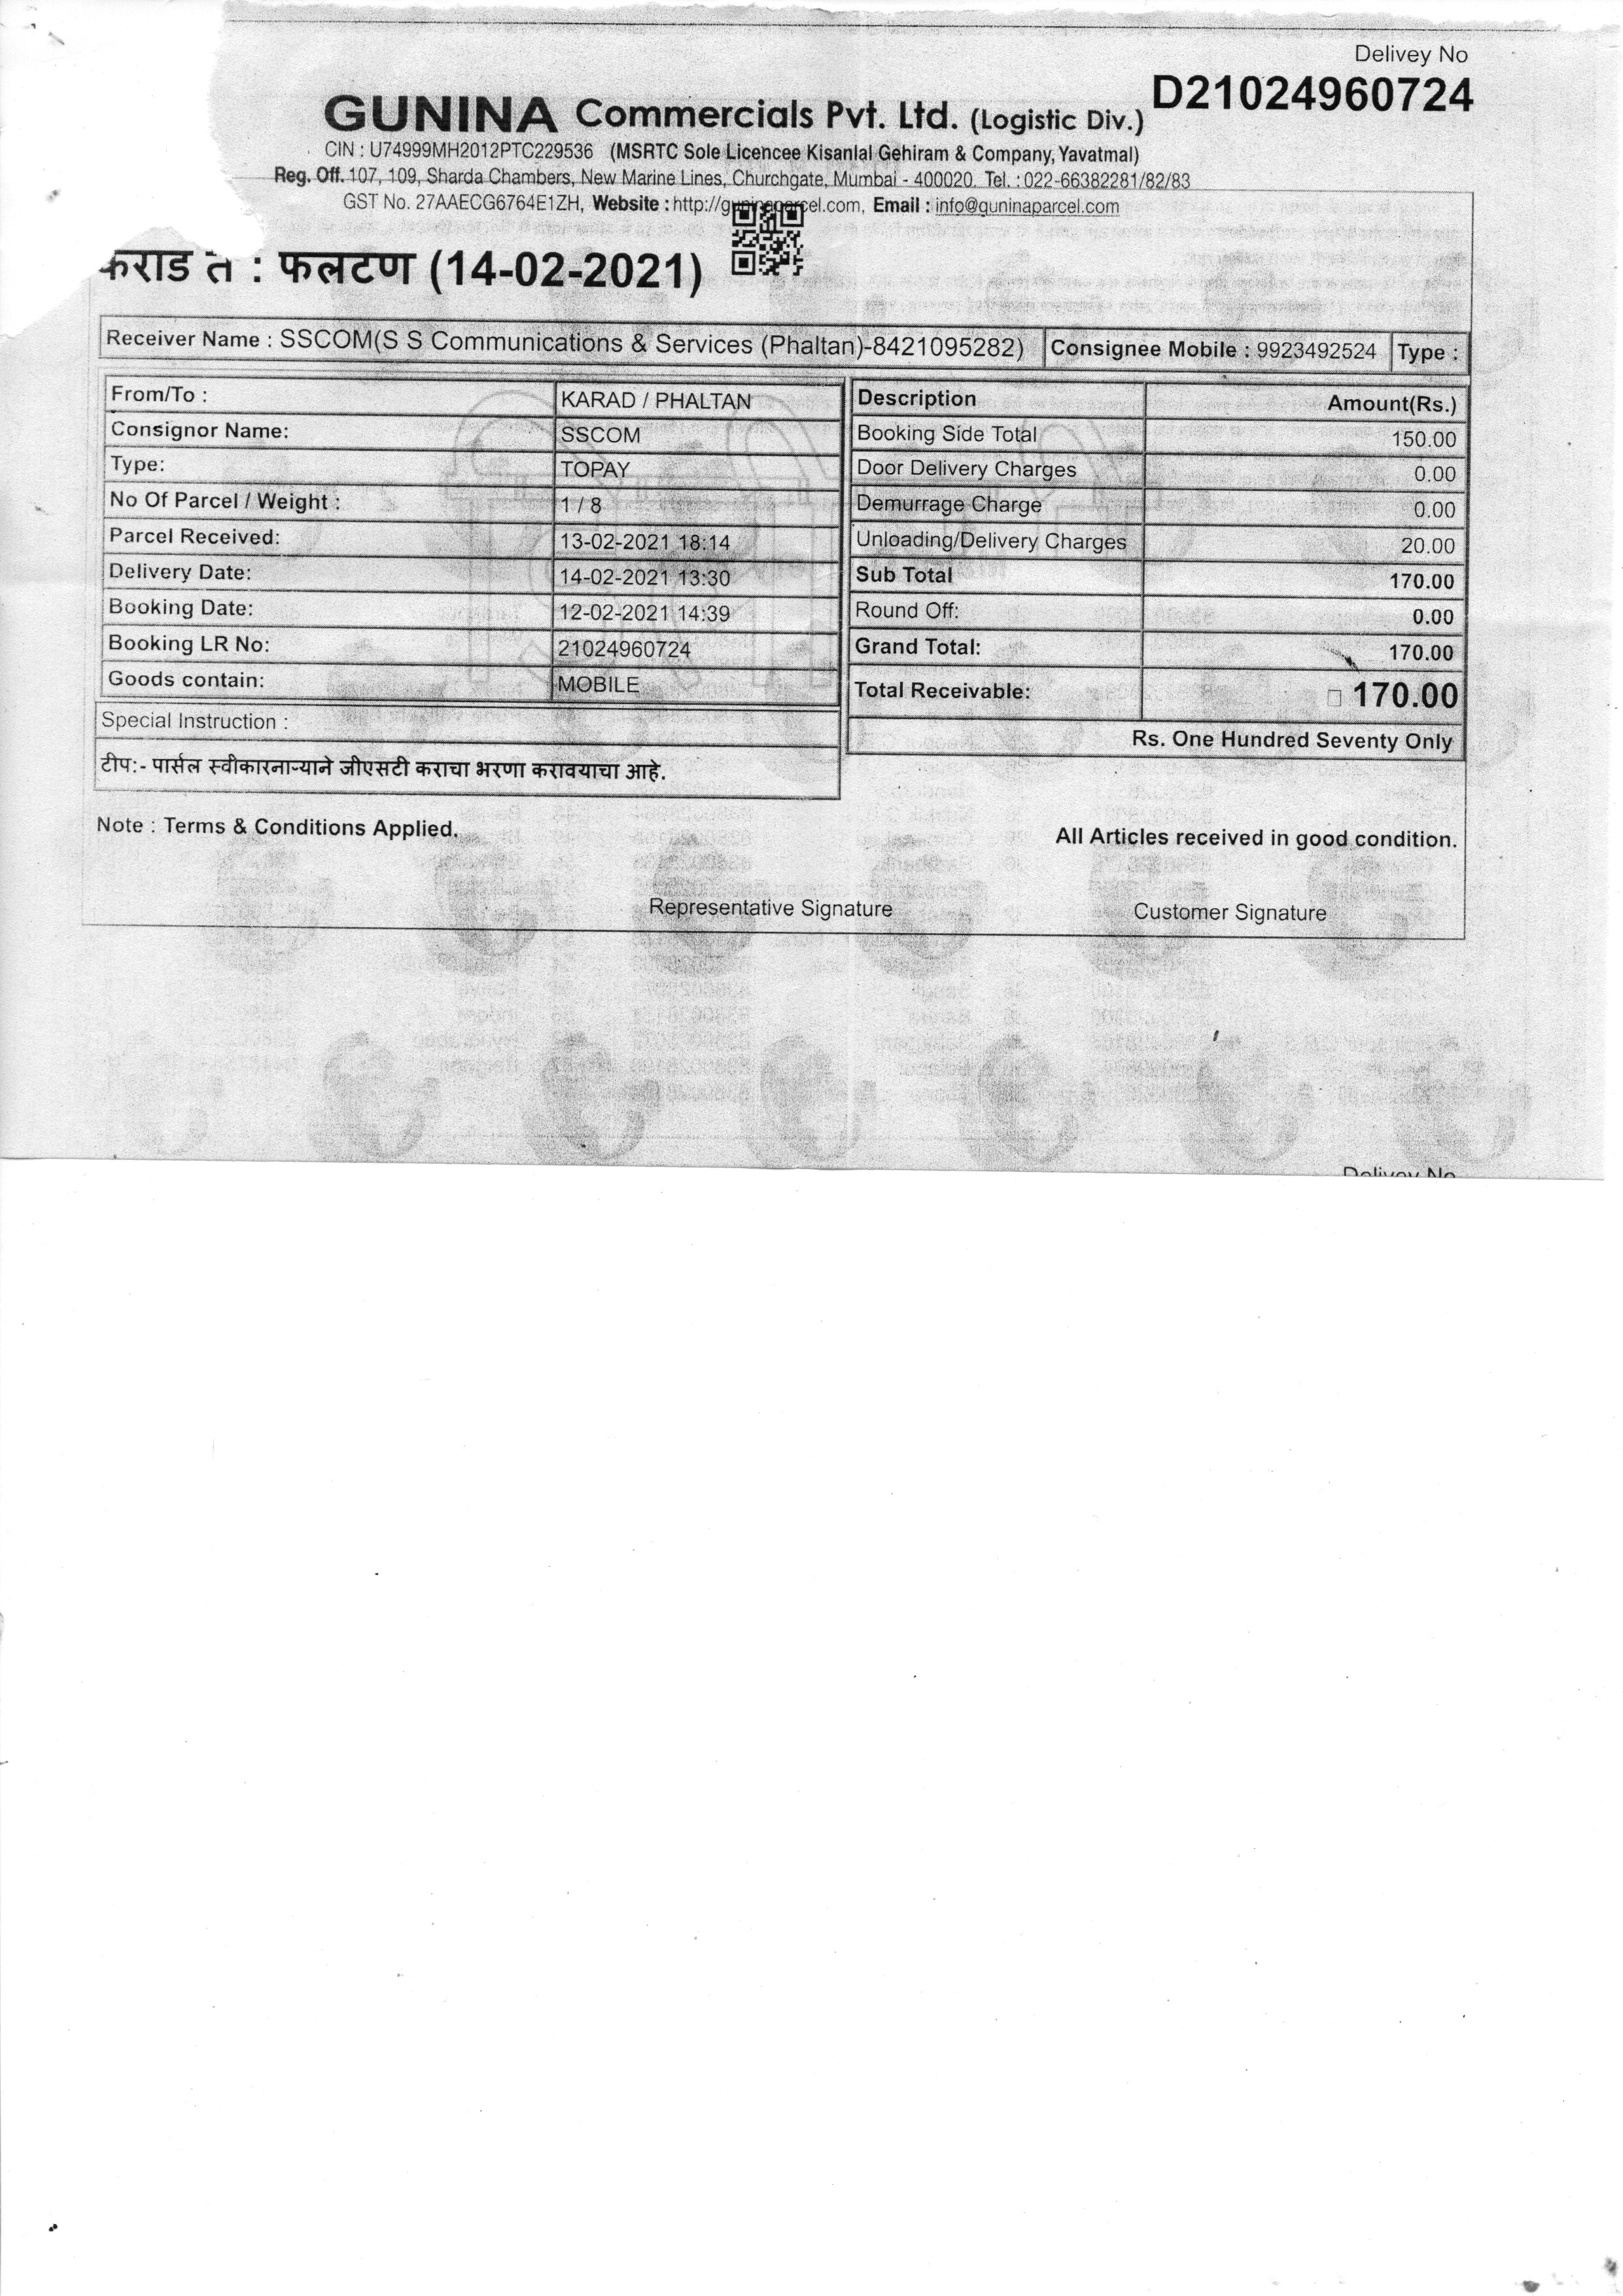 Delivey No
D21024960724
GUNINA Commercials Pvt. Ltd. (Logistic Div.)
CIN : U74999MH2012PTC229536 (MSRTC Sole Licencee Kisanlal Gehiram & Company, Yavatmal)
Reg. Off. 107, 109, Sharda Chambers, New Marine Lines, Churchgate, Mumbai - 400020. Tel. : 022-66382281/82/83
GST No. 27AAECG6764E1ZH, Website : http://guninaparcel.com, Email : info@guninaparcel.com
कराड ते : फलटण (14-02-2021)
Receiver Name : SSCOM(S S Communications & Services (Phaltan)-8421095282) Consignee Mobile : 9923492524 Type :
From/To : KARAD / PHALTAN
Consignor Name: SSCOM
Type: TOPAY
No Of Parcel / Weight : 1 / 8
Parcel Received: 13-02-2021 18:14
Delivery Date: 14-02-2021 13:30
Booking Date: 12-02-2021 14:39
Booking LR No: 21024960724
Goods contain: MOBILE
Special Instruction :
टीप:- पार्सल स्वीकारनाऱ्याने जीएसटी कराचा भरणा करावयाचा आहे.
Description Amount(Rs.)
Booking Side Total 150.00
Door Delivery Charges 0.00
Demurrage Charge 0.00
Unloading/Delivery Charges 20.00
Sub Total 170.00
Round Off: 0.00
Grand Total: 170.00
Total Receivable: 170.00
Rs. One Hundred Seventy Only
Note : Terms & Conditions Applied.
All Articles received in good condition.
Representative Signature
Customer Signature
Delivey No